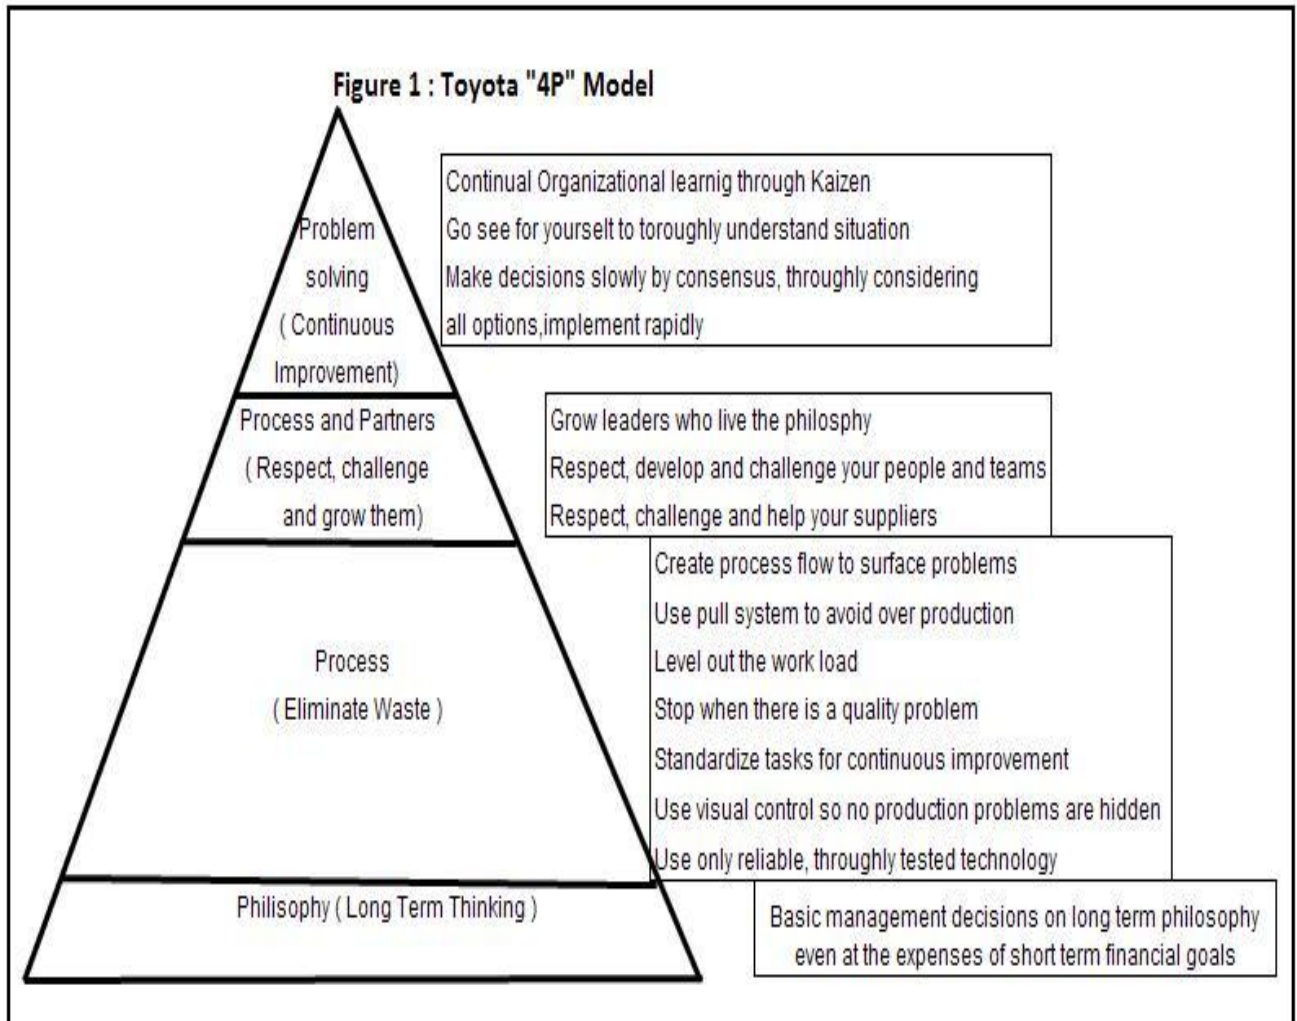 Figure 1 : Toyota "4P" Model
Problem
solving
( Continuous
Improvement)
Continual Organizational learnig through Kaizen
Go see for yourselt to toroughly understand situation
Make decisions slowly by consensus, throughly considering
all options,implement rapidly
Process and Partners
( Respect, challenge
and grow them)
Grow leaders who live the philosphy
Respect, develop and challenge your people and teams
Respect, challenge and help your suppliers
Process
( Eliminate Waste )
Create process flow to surface problems
Use pull system to avoid over production
Level out the work load
Stop when there is a quality problem
Standardize tasks for continuous improvement
Use visual control so no production problems are hidden
Use only reliable, throughly tested technology
Philisophy ( Long Term Thinking )
Basic management decisions on long term philosophy
even at the expenses of short term financial goals